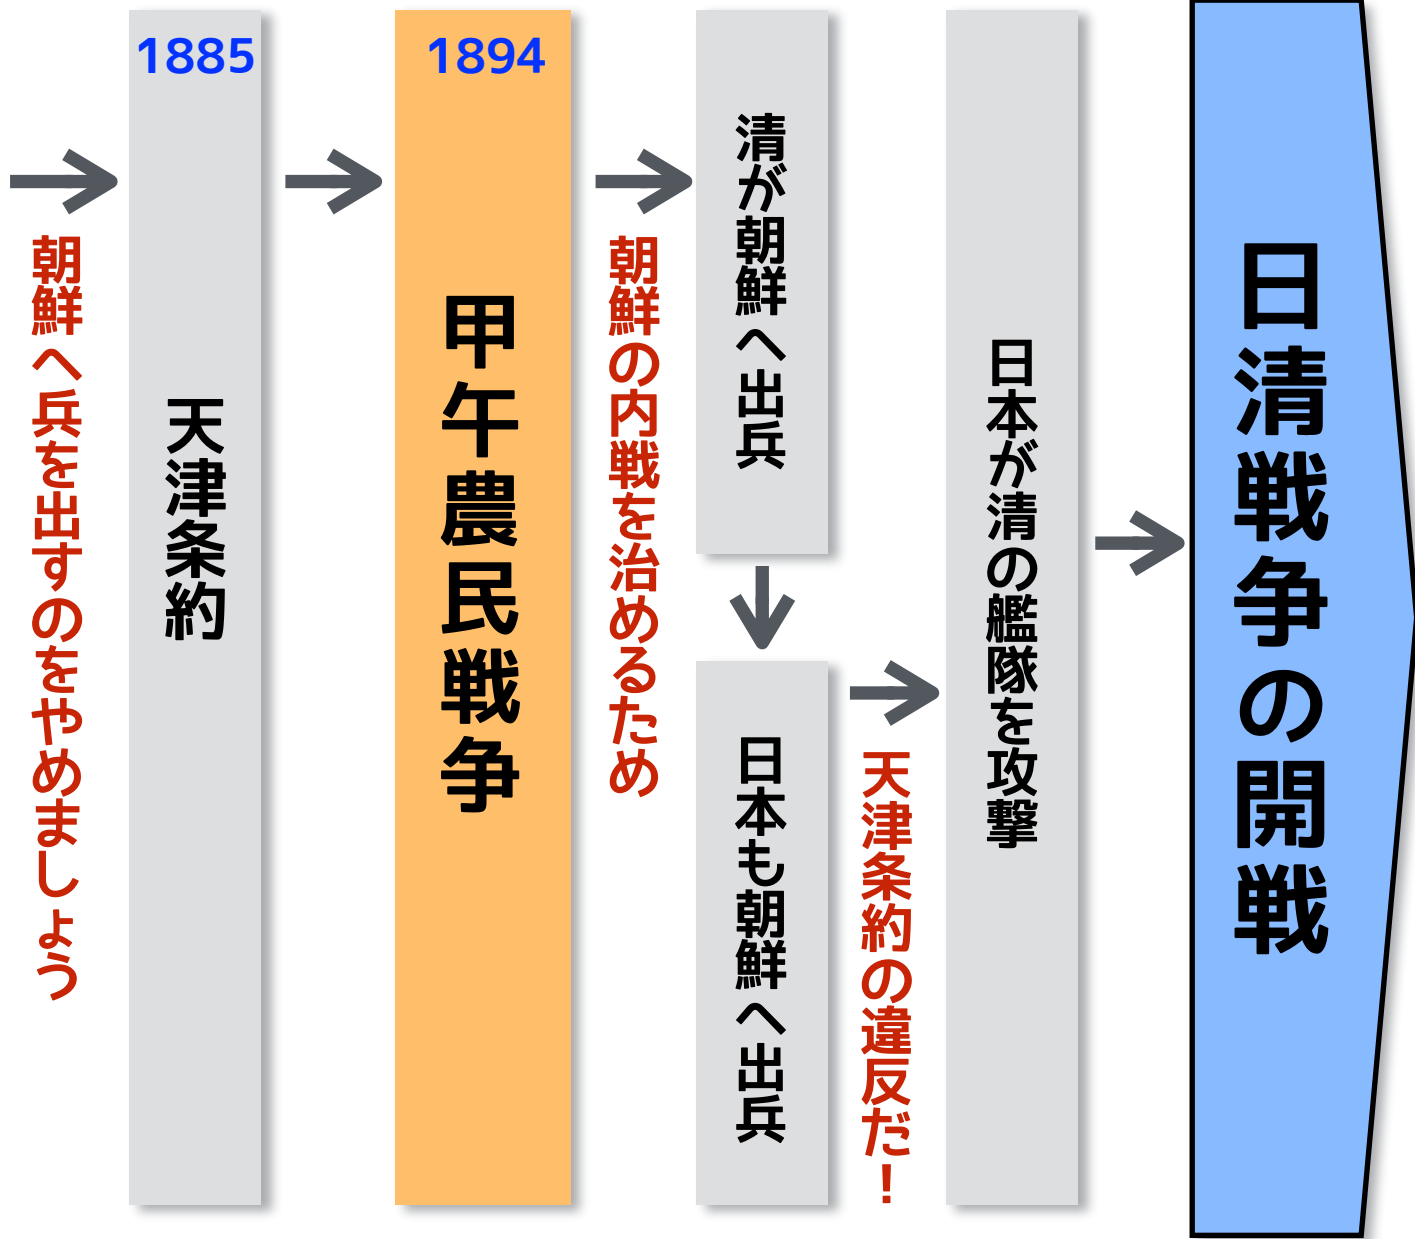 朝鮮へ兵を出すのをやめましょう
1885
天津条約
1894
甲午農民戦争
朝鮮の内戦を治めるため
清が朝鮮へ出兵
日本も朝鮮へ出兵
天津条約の違反だ！
日本が清の艦隊を攻撃
日清戦争の開戦